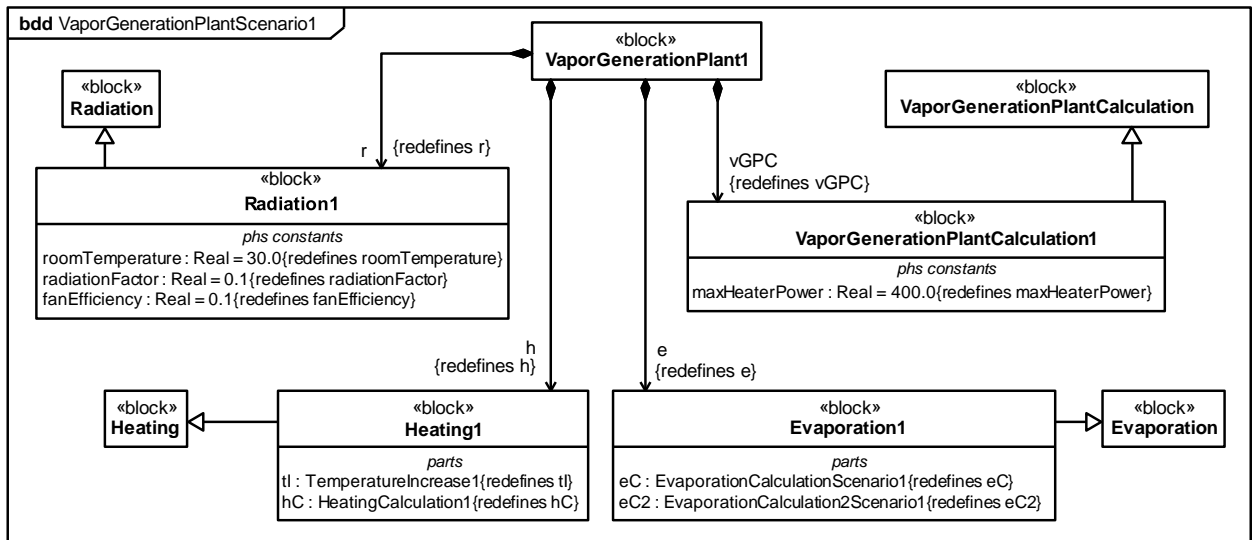 bdd VaporGenerationPlantScenario1
«block»
VaporGenerationPlant1
«block»
Radiation
«block»
VaporGenerationPlantCalculation
r
{redefines r}
vGPC
{redefines vGPC}
«block»
Radiation1
phs constants
roomTemperature : Real = 30.0{redefines roomTemperature}
radiationFactor : Real = 0.1{redefines radiationFactor}
fanEfficiency : Real = 0.1{redefines fanEfficiency}
«block»
VaporGenerationPlantCalculation1
phs constants
maxHeaterPower : Real = 400.0{redefines maxHeaterPower}
h
{redefines h}
e
{redefines e}
«block»
Heating
«block»
Heating1
parts
tI : TemperatureIncrease1{redefines tI}
hC : HeatingCalculation1{redefines hC}
«block»
Evaporation1
parts
eC : EvaporationCalculationScenario1{redefines eC}
eC2 : EvaporationCalculation2Scenario1{redefines eC2}
«block»
Evaporation